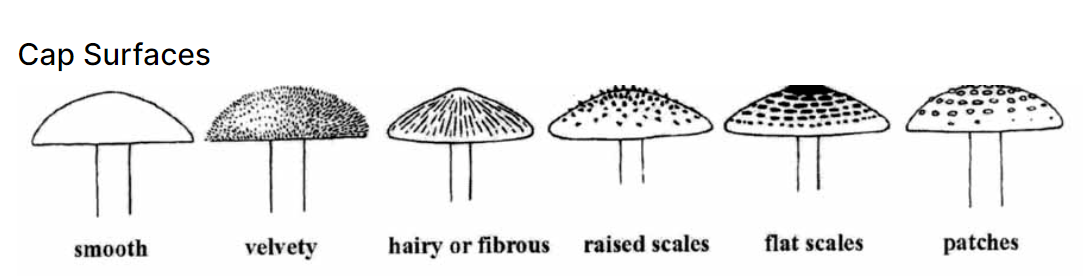 Cap Surfaces
smooth velvety hairy or fibrous raised scales flat scales patches